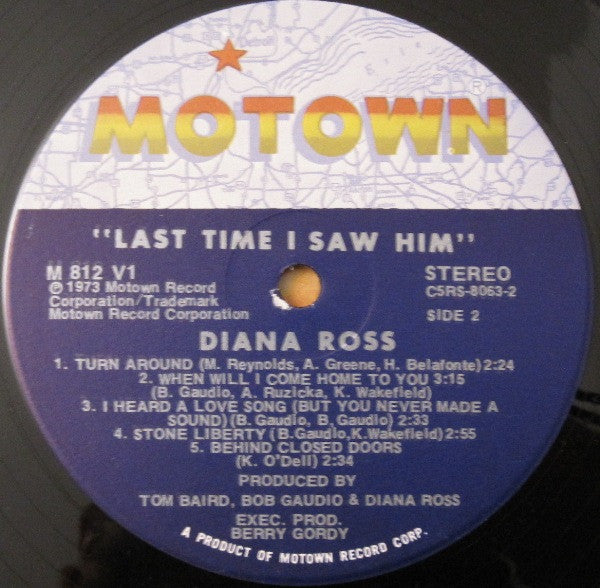 MOTOWN®
"LAST TIME I SAW HIM"
M 812 V1
℗ 1973 Motown Record
Corporation/Trademark
Motown Record Corporation
STEREO
C5RS-8063-2
SIDE 2
DIANA ROSS
1. TURN AROUND (M. Reynolds, A. Greene, H. Belafonte) 2:24
2. WHEN WILL I COME HOME TO YOU 3:15
(B. Gaudio, A. Ruzicka, K. Wakefield)
3. I HEARD A LOVE SONG (BUT YOU NEVER MADE A
SOUND) (B. Gaudio, B. Gaudio) 2:33
4. STONE LIBERTY (B. Gaudio, K. Wakefield) 2:55
5. BEHIND CLOSED DOORS
(K. O'Dell) 2:34
PRODUCED BY
TOM BAIRD, BOB GAUDIO & DIANA ROSS
EXEC. PROD.
BERRY GORDY
A PRODUCT OF MOTOWN RECORD CORP.